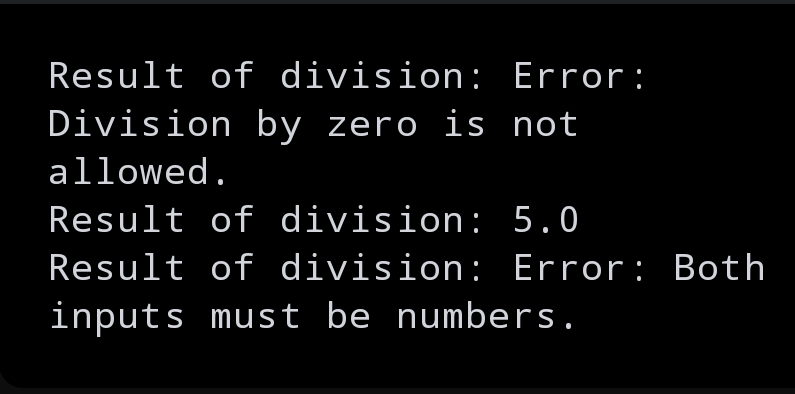 Result of division: Error:
Division by zero is not
allowed.
Result of division: 5.0
Result of division: Error: Both
inputs must be numbers.